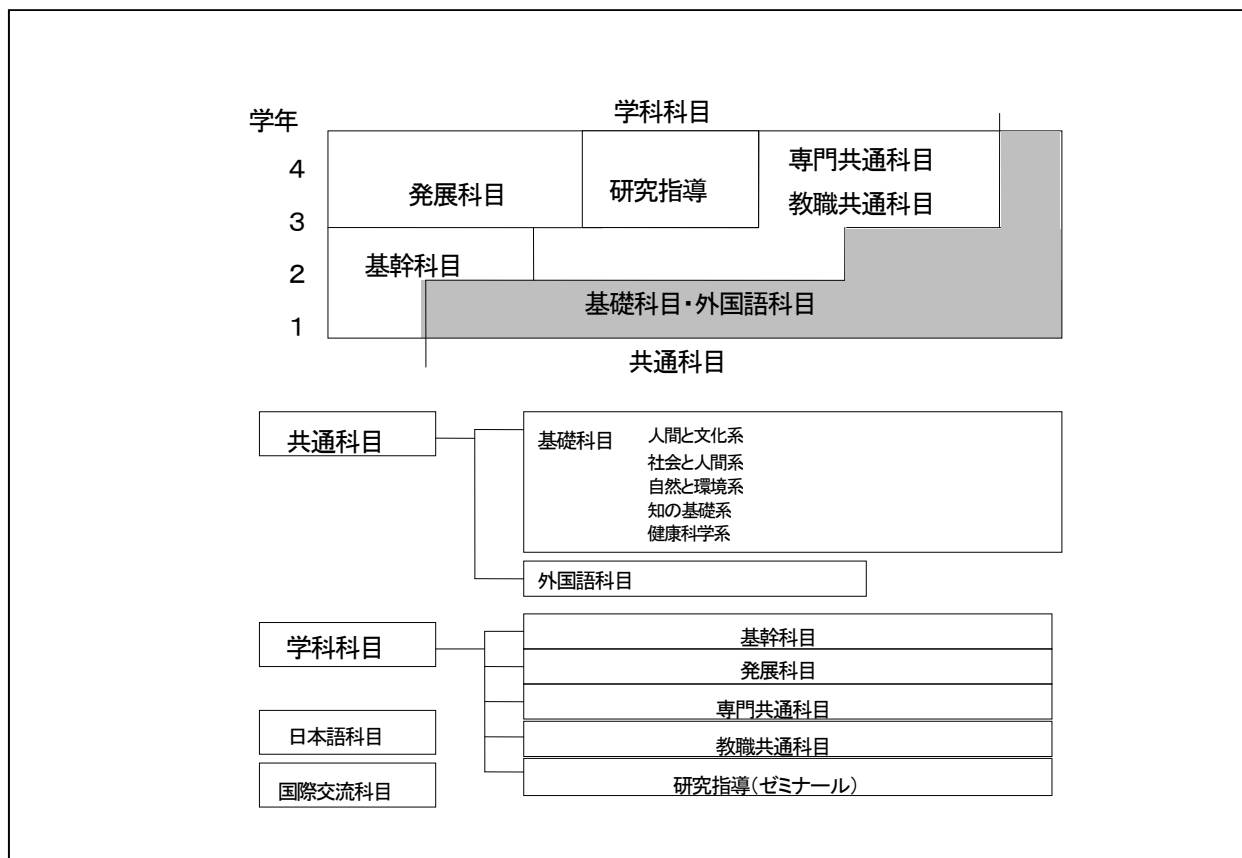 学科科目
学年
4
専門共通科目
発展科目
研究指導
教職共通科目
3
基幹科目
2
基礎科目・外国語科目
1
共通科目
共通科目
基礎科目
人間と文化系
社会と人間系
自然と環境系
知の基礎系
健康科学系
外国語科目
学科科目
基幹科目
発展科目
専門共通科目
日本語科目
教職共通科目
国際交流科目
研究指導(ゼミナール)